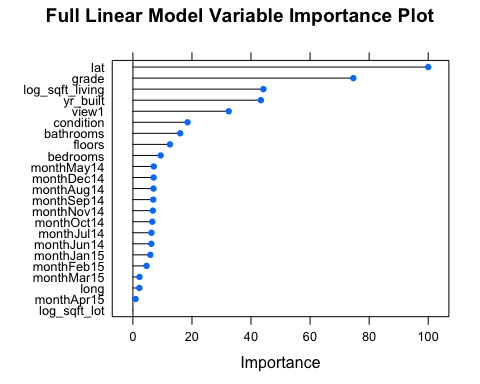 Full Linear Model Variable Importance Plot
lat
grade
log_sqft_living
yr_built
view1
condition
bathrooms
floors
bedrooms
monthMay14
monthDec14
monthAug14
monthSep14
monthNov14
monthOct14
monthJul14
monthJun14
monthJan15
monthFeb15
monthMar15
long
monthApr15
log_sqft_lot
0 20 40 60 80 100
Importance